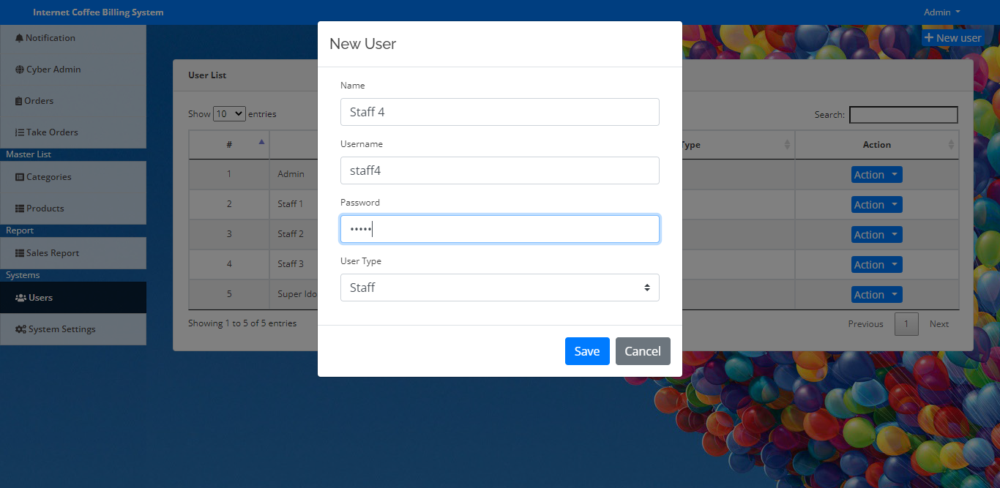 Internet Coffee Billing System
Admin
Notification
Cyber Admin
Orders
Take Orders
Master List
Categories
Products
Report
Sales Report
Systems
Users
System Settings
+ New user
User List
Show 10 entries
Search:
# Type Action
1 Admin Action
2 Staff 1 Action
3 Staff 2 Action
4 Staff 3 Action
5 Super Ido Action
Showing 1 to 5 of 5 entries
Previous 1 Next
New User
Name
Staff 4
Username
staff4
Password
•••••
User Type
Staff
Save Cancel